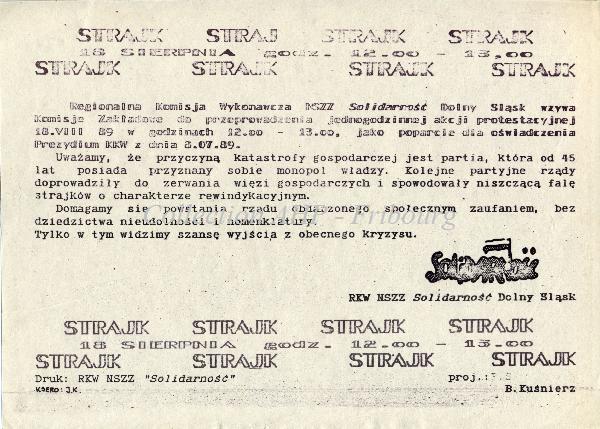 STRAJK STRAJ STRAJK STRAJK
18 SIERPNIA godz. 12.00 - 13.00
STRAJK STRAJK STRAJK STRAJK
Regionalna Komisja Wykonawcza NSZZ Solidarność Dolny Śląsk wzywa
Komisje Zakładowe do przeprowadzenia jednogodzinnej akcji protestacyjnej
18.VIII 89 w godzinach 12.00 - 13.00, jako poparcie dla oświadczenia
Prezydium KKW z dnia 8.07.89.
Uważamy, że przyczyną katastrofy gospodarczej jest partia, która od 45
lat posiada przyznany sobie monopol władzy. Kolejne partyjne rządy
doprowadziły do zerwania więzi gospodarczych i spowodowały niszczącą falę
strajków o charakterze rewindykacyjnym.
Domagamy się powołania rządu obdarzonego społecznym zaufaniem, bez
dziedzictwa nieudolności i nomenklatury.
Tylko w tym widzimy szansę wyjścia z obecnego Kryzysu.
Solidarność
RKW NSZZ Solidarność Dolny Śląsk
STRAJK STRAJK STRAJK STRAJK
18 SIERPNIA godz. 12.00 - 13.00
STRAJK STRAJK STRAJK STRAJK
Druk: RKW NSZZ "Solidarność" proj.:
KSERO: J.K. B.Kuśnierz